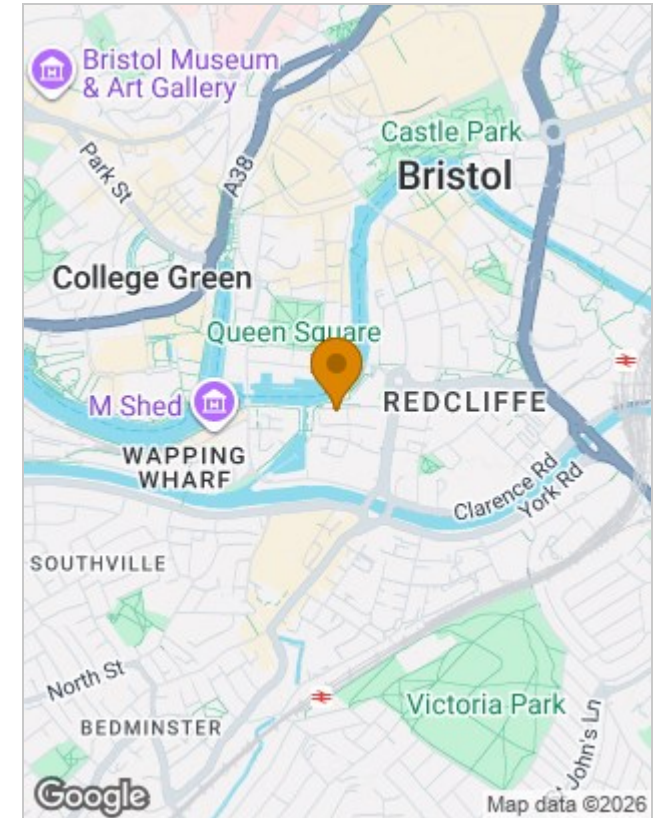 Bristol Museum
& Art Gallery
Castle Park
Park St
A38
Bristol
College Green
Queen Square
M Shed
REDCLIFFE
WAPPING
WHARF
Clarence Rd
York Rd
SOUTHVILLE
North St
Victoria Park
BEDMINSTER
St John's Ln
Google
Map data ©2026